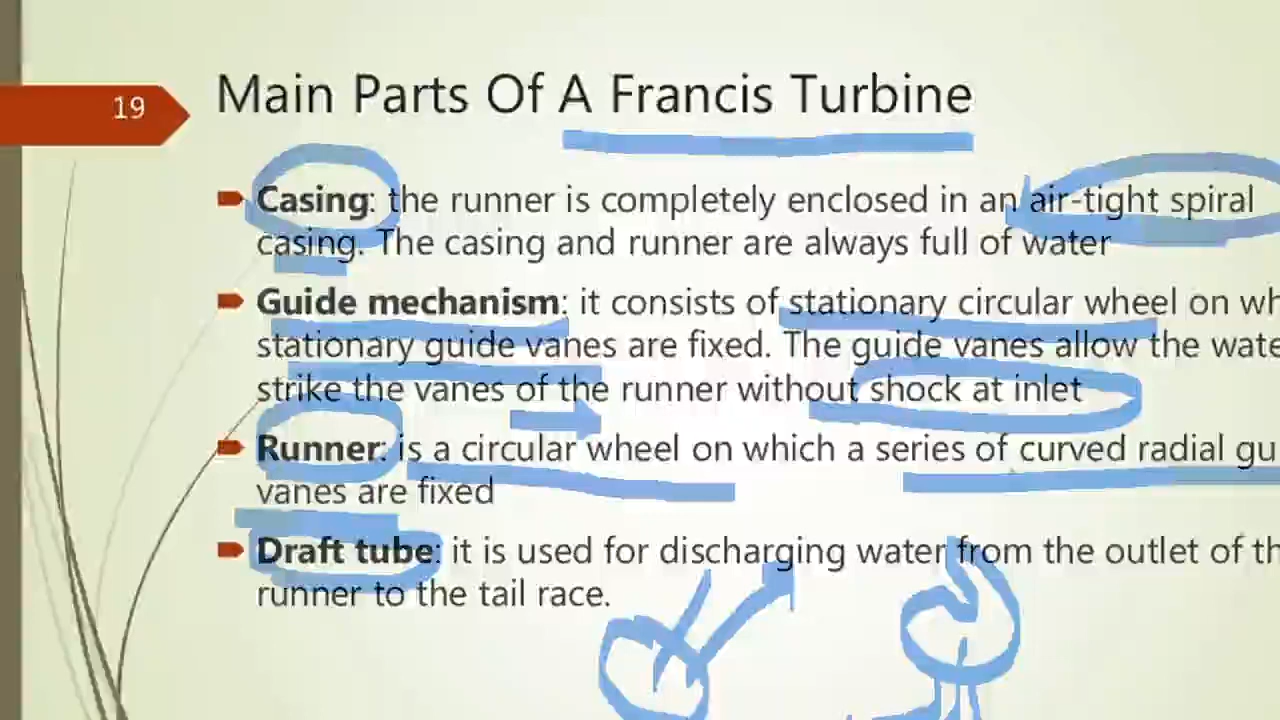 19
Main Parts Of A Francis Turbine
Casing: the runner is completely enclosed in an air-tight spiral
casing. The casing and runner are always full of water
Guide mechanism: it consists of stationary circular wheel on wh
stationary guide vanes are fixed. The guide vanes allow the wate
strike the vanes of the runner without shock at inlet
Runner: is a circular wheel on which a series of curved radial gu
vanes are fixed
Draft tube: it is used for discharging water from the outlet of th
runner to the tail race.